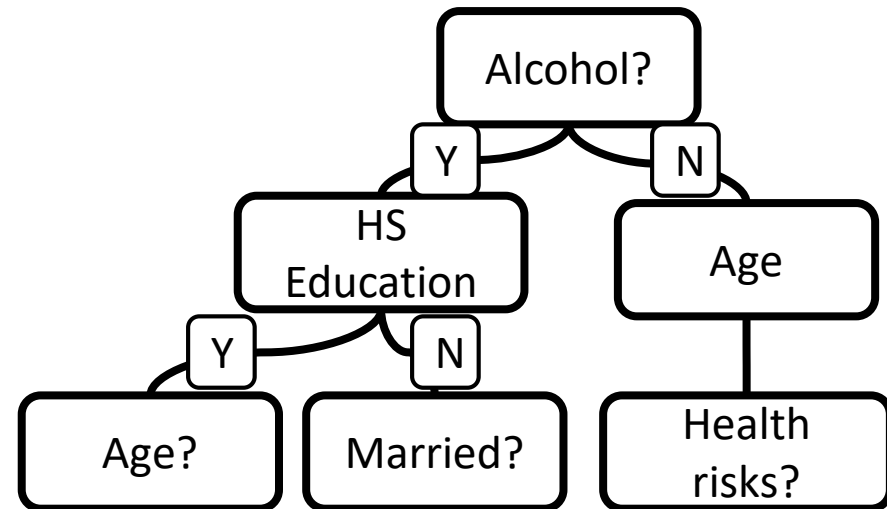 Alcohol?
Y
N
HS
Education
Age
Y
N
Age?
Married?
Health
risks?